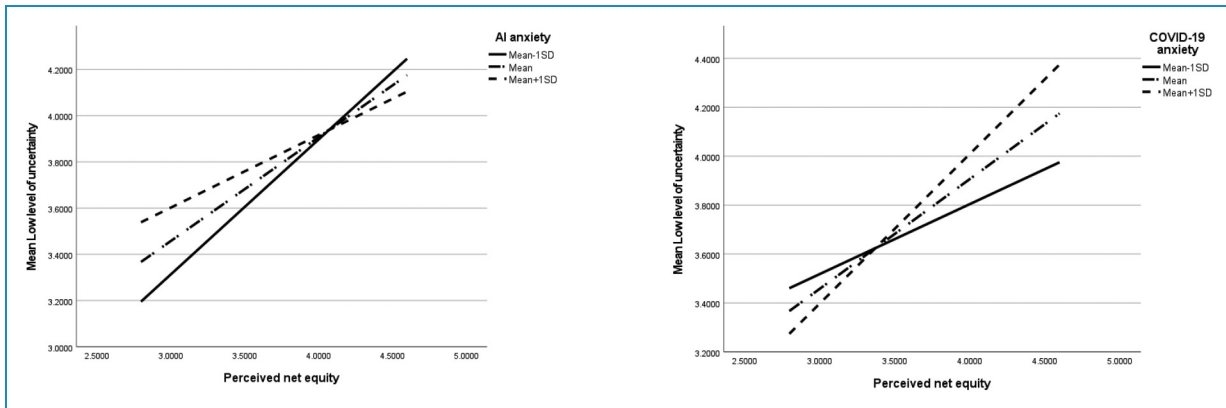 AI anxiety
Mean-1SD
Mean
Mean+1SD
4.2000
4.0000
3.8000
3.6000
3.4000
3.2000
3.0000
Mean Low level of uncertainty
2.5000 3.0000 3.5000 4.0000 4.5000 5.0000
Perceived net equity
COVID-19
anxiety
Mean-1SD
Mean
Mean+1SD
4.4000
4.2000
4.0000
3.8000
3.6000
3.4000
3.2000
Mean Low level of uncertainty
2.5000 3.0000 3.5000 4.0000 4.5000 5.0000
Perceived net equity